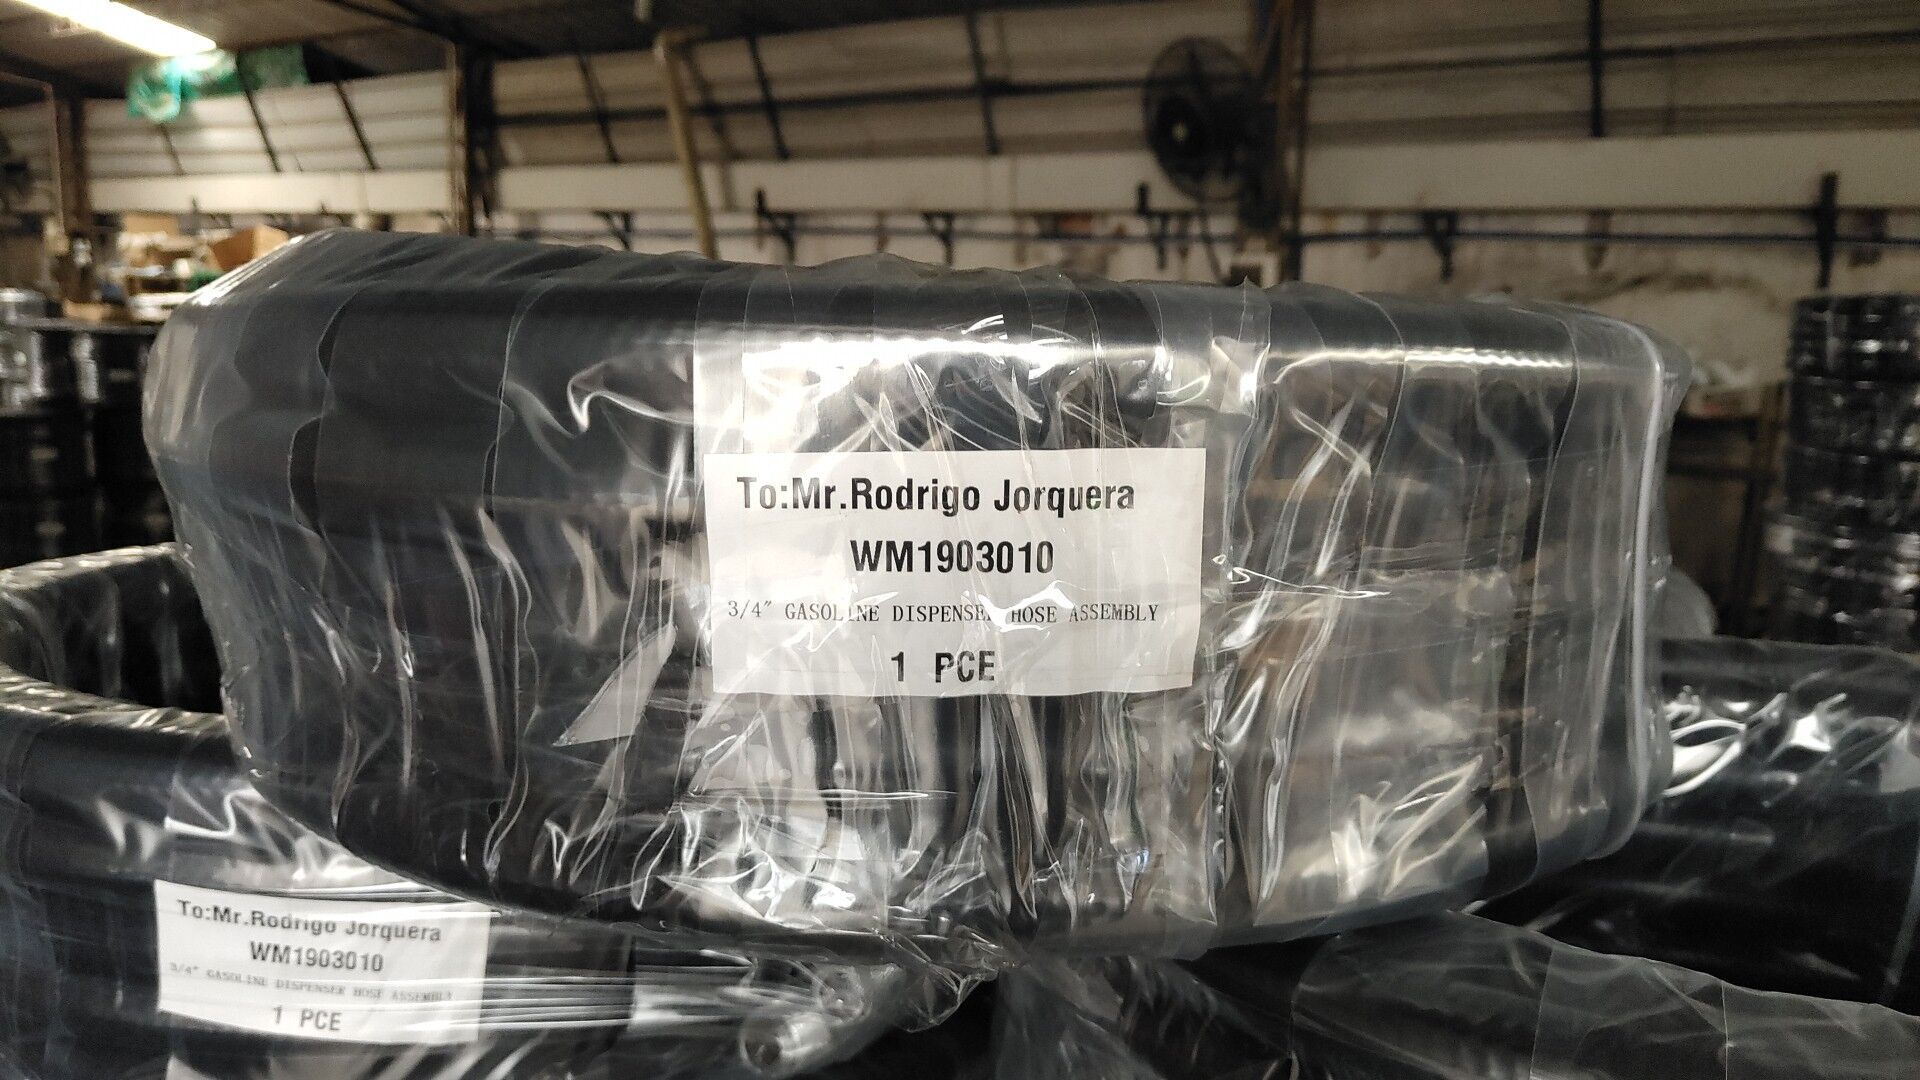 To:Mr.Rodrigo Jorquera
WM1903010
3/4" GASOLINE DISPENSER HOSE ASSEMBLY
1 PCE
To:Mr.Rodrigo Jorquera
WM1903010
3/4" GASOLINE DISPENSER HOSE ASSEMBLY
1 PCE